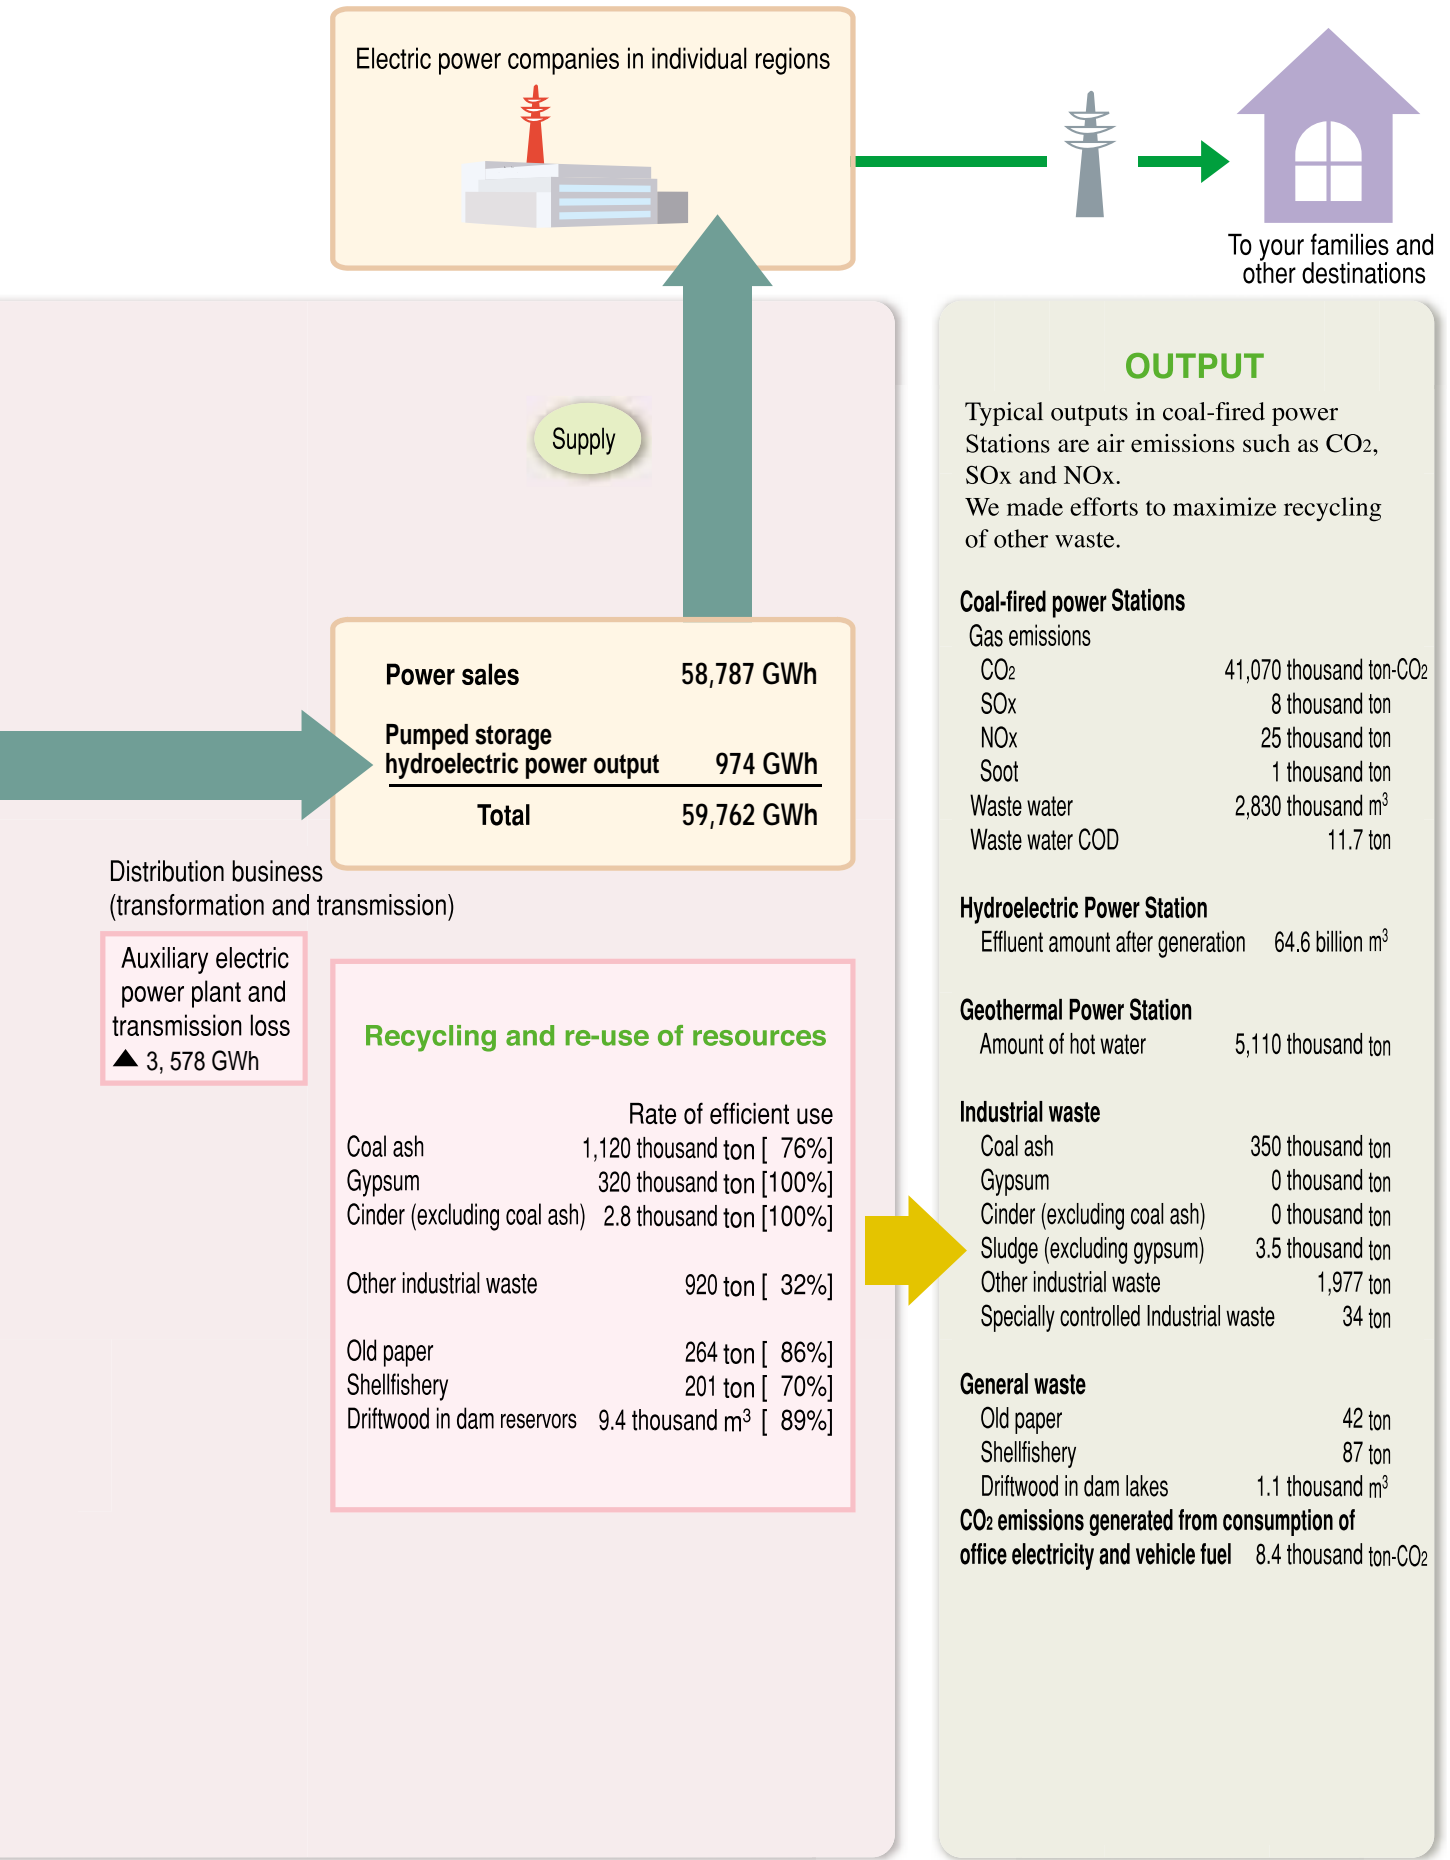 Electric power companies in individual regions
To your families and
other destinations
Supply
Power sales 58,787 GWh
Pumped storage
hydroelectric power output 974 GWh
Total 59,762 GWh
Distribution business
(transformation and transmission)
Auxiliary electric
power plant and
transmission loss
▲ 3, 578 GWh
Recycling and re-use of resources
Rate of efficient use
Coal ash 1,120 thousand ton [ 76%]
Gypsum 320 thousand ton [100%]
Cinder (excluding coal ash) 2.8 thousand ton [100%]
Other industrial waste 920 ton [ 32%]
Old paper 264 ton [ 86%]
Shellfishery 201 ton [ 70%]
Driftwood in dam reservors 9.4 thousand m³ [ 89%]
OUTPUT
Typical outputs in coal-fired power
Stations are air emissions such as CO₂,
SOx and NOx.
We made efforts to maximize recycling
of other waste.
Coal-fired power Stations
Gas emissions
CO₂ 41,070 thousand ton-CO₂
SOx 8 thousand ton
NOx 25 thousand ton
Soot 1 thousand ton
Waste water 2,830 thousand m³
Waste water COD 11.7 ton
Hydroelectric Power Station
Effluent amount after generation 64.6 billion m³
Geothermal Power Station
Amount of hot water 5,110 thousand ton
Industrial waste
Coal ash 350 thousand ton
Gypsum 0 thousand ton
Cinder (excluding coal ash) 0 thousand ton
Sludge (excluding gypsum) 3.5 thousand ton
Other industrial waste 1,977 ton
Specially controlled Industrial waste 34 ton
General waste
Old paper 42 ton
Shellfishery 87 ton
Driftwood in dam lakes 1.1 thousand m³
CO₂ emissions generated from consumption of
office electricity and vehicle fuel 8.4 thousand ton-CO₂